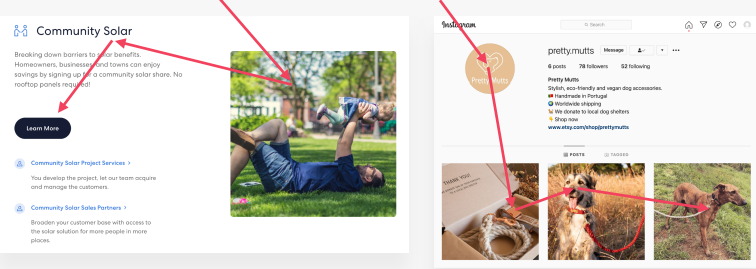 Community Solar
Breaking down barriers to solar benefits.
Homeowners, businesses and towns can enjoy
savings by signing up for a community solar share. No
rooftop panels required!
Learn More
Community Solar Project Services >
You develop the project, let our team acquire
and manage the customers.
Community Solar Sales Partners >
Broaden your customer base with access to
the solar solution for more people in more
places.
Instagram
Search
pretty.mutts Message
6 posts 78 followers 52 following
Pretty Mutts
Pretty Mutts
Stylish, eco-friendly and vegan dog accessories.
Handmade in Portugal
Worldwide shipping
We donate to local dog shelters
Shop now
www.etsy.com/shop/prettymutts
POSTS TAGGED
THANK YOU